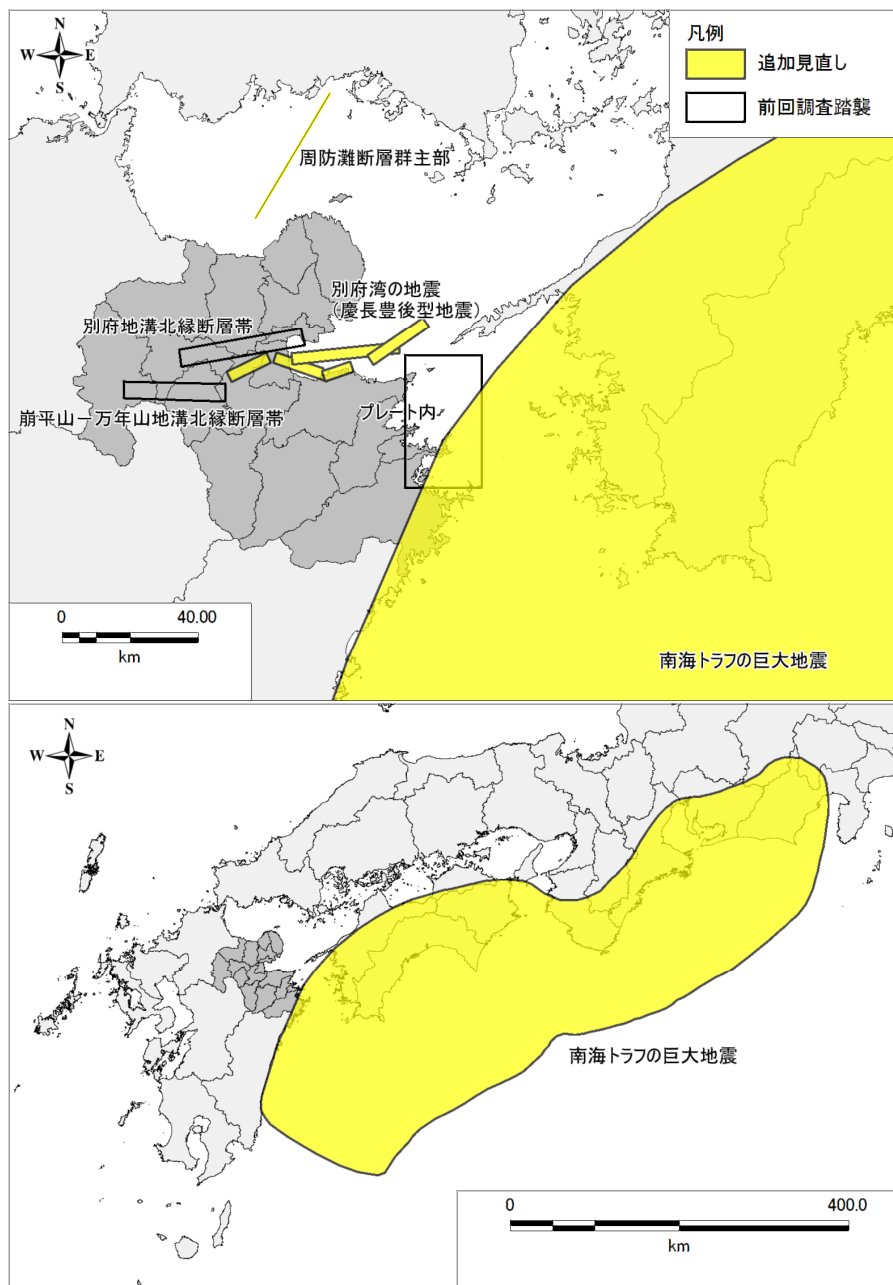 N
W E
S
凡例
追加見直し
前回調査踏襲
周防灘断層群主部
別府湾の地震
(慶長豊後型地震)
別府地溝北縁断層帯
崩平山－万年山地溝北縁断層帯
プレート内
0 40.00
km
南海トラフの巨大地震
N
W E
S
南海トラフの巨大地震
0 400.0
km